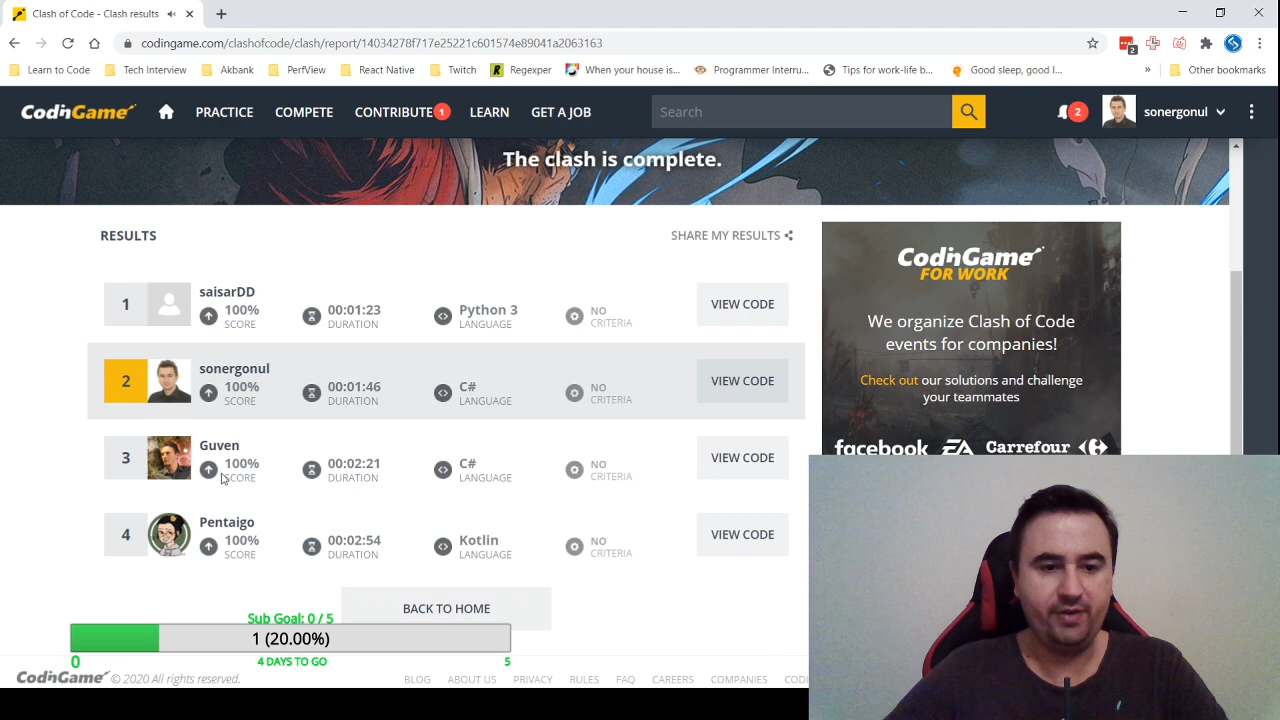 Clash of Code - Clash results
codingame.com/clashofcode/clash/report/14034278f717e25221c601574e89041a2063163
2
Learn to Code Tech Interview Akbank PerfView React Native Twitch Regexper When your house is... Programmer Interru... Tips for work-life b... Good sleep, good l... » Other bookmarks
CodinGame PRACTICE COMPETE CONTRIBUTE 1 LEARN GET A JOB Search 2 sonergonul
The clash is complete.
RESULTS SHARE MY RESULTS
1 saisarDD 100% SCORE 00:01:23 DURATION Python 3 LANGUAGE NO CRITERIA VIEW CODE
2 sonergonul 100% SCORE 00:01:46 DURATION C# LANGUAGE NO CRITERIA VIEW CODE
3 Guven 100% SCORE 00:02:21 DURATION C# LANGUAGE NO CRITERIA VIEW CODE
4 Pentaigo 100% SCORE 00:02:54 DURATION Kotlin LANGUAGE NO CRITERIA VIEW CODE
CodinGame
FOR WORK
We organize Clash of Code
events for companies!
Check out our solutions and challenge
your teammates
facebook EA Carrefour
BACK TO HOME
Sub Goal: 0 / 5
1 (20.00%)
0 4 DAYS TO GO 5
CodinGame © 2020 All rights reserved. BLOG ABOUT US PRIVACY RULES FAQ CAREERS COMPANIES CODI